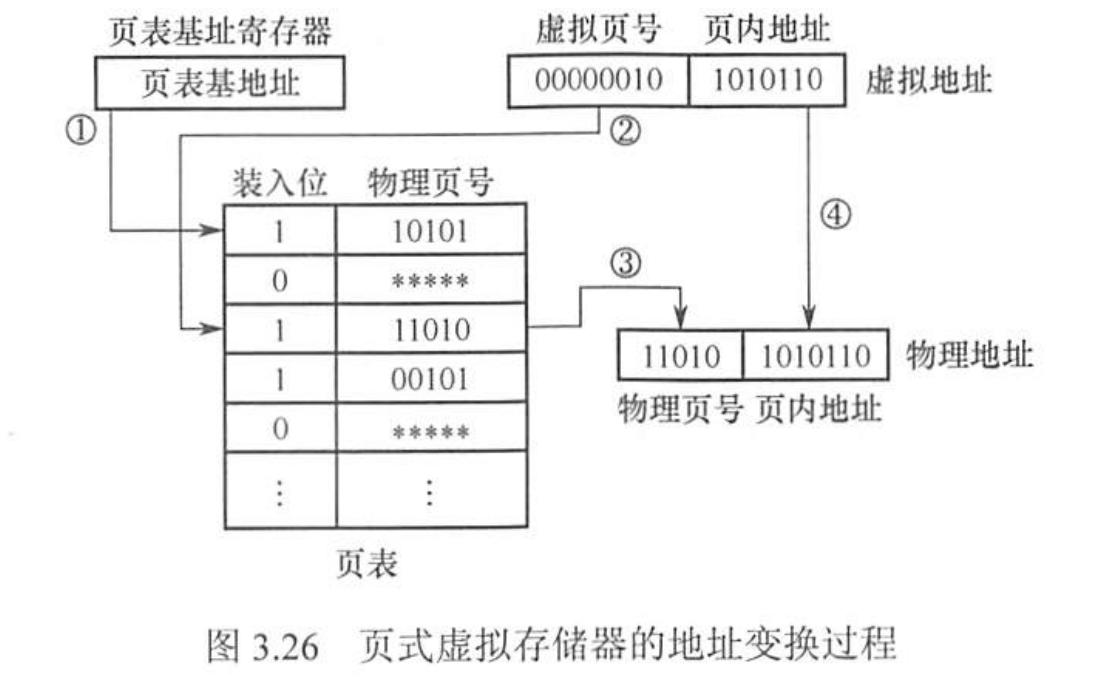 页表基址寄存器
页表基地址
虚拟页号 页内地址
00000010 1010110 虚拟地址
① ②
装入位 物理页号
1 10101
0 *****
1 11010
1 00101
0 *****
⋮ ⋮
页表
③ ④
11010 1010110 物理地址
物理页号 页内地址
图 3.26 页式虚拟存储器的地址变换过程